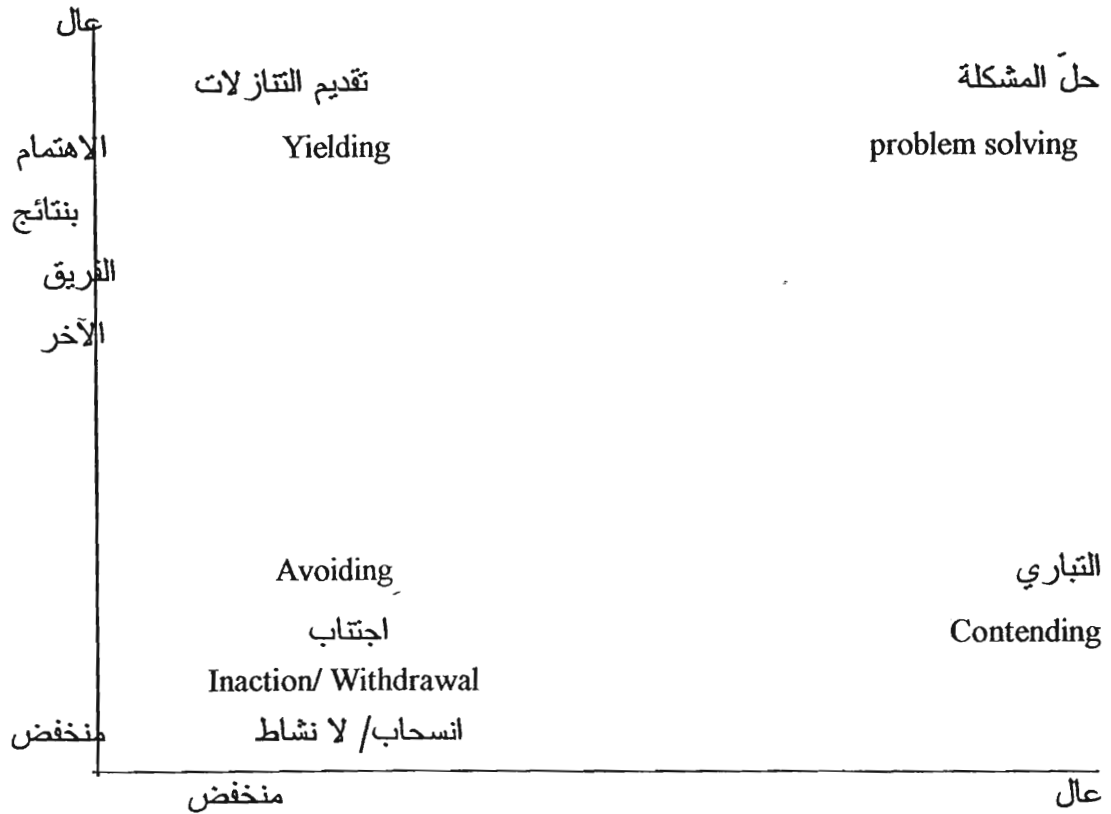 عال
تقديم التنازلات
حلّ المشكلة
الاهتمام
Yielding
problem solving
بنتائج
الفريق
الآخر
Avoiding
التباري
اجتناب
Contending
Inaction/ Withdrawal
منخفض
انسحاب/ لا نشاط
منخفض
عال